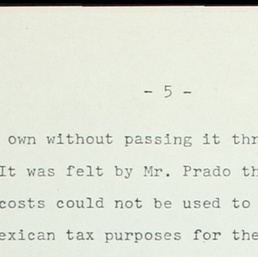 - 5 -
own without passing it thr
It was felt by Mr. Prado th
costs could not be used to
exican tax purposes for the